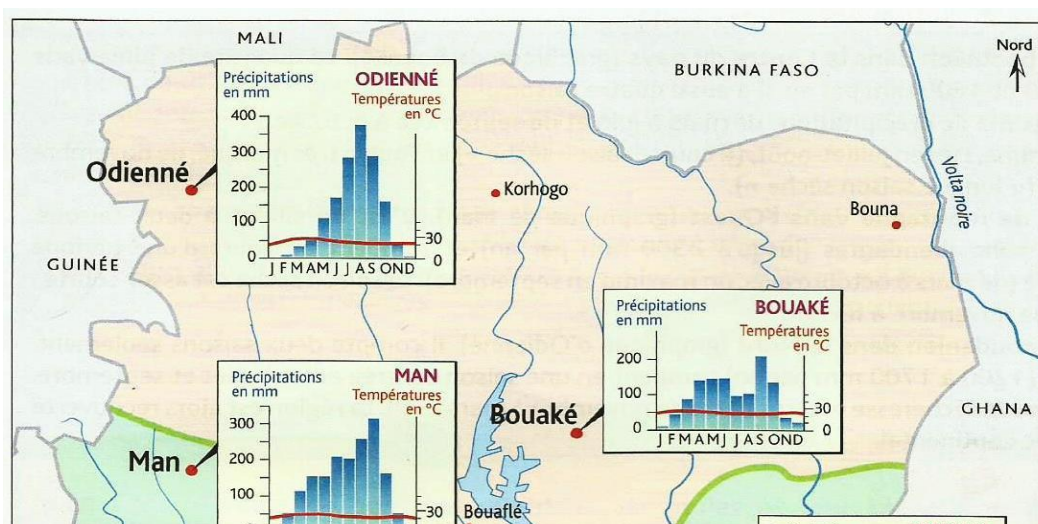 MALI
Nord
BURKINA FASO
Précipitations
en mm
ODIENNÉ
Températures
en °C
400
300
200
100
0
30
0
J F M A M J J A S O N D
Odienné
Korhogo
Bouna
Volta noire
GUINÉE
Précipitations
en mm
BOUAKÉ
Températures
en °C
200
100
0
30
0
J F M A M J J A S O N D
Bouaké
GHANA
Précipitations
en mm
MAN
Températures
en °C
300
200
100
30
Man
Bouaflé